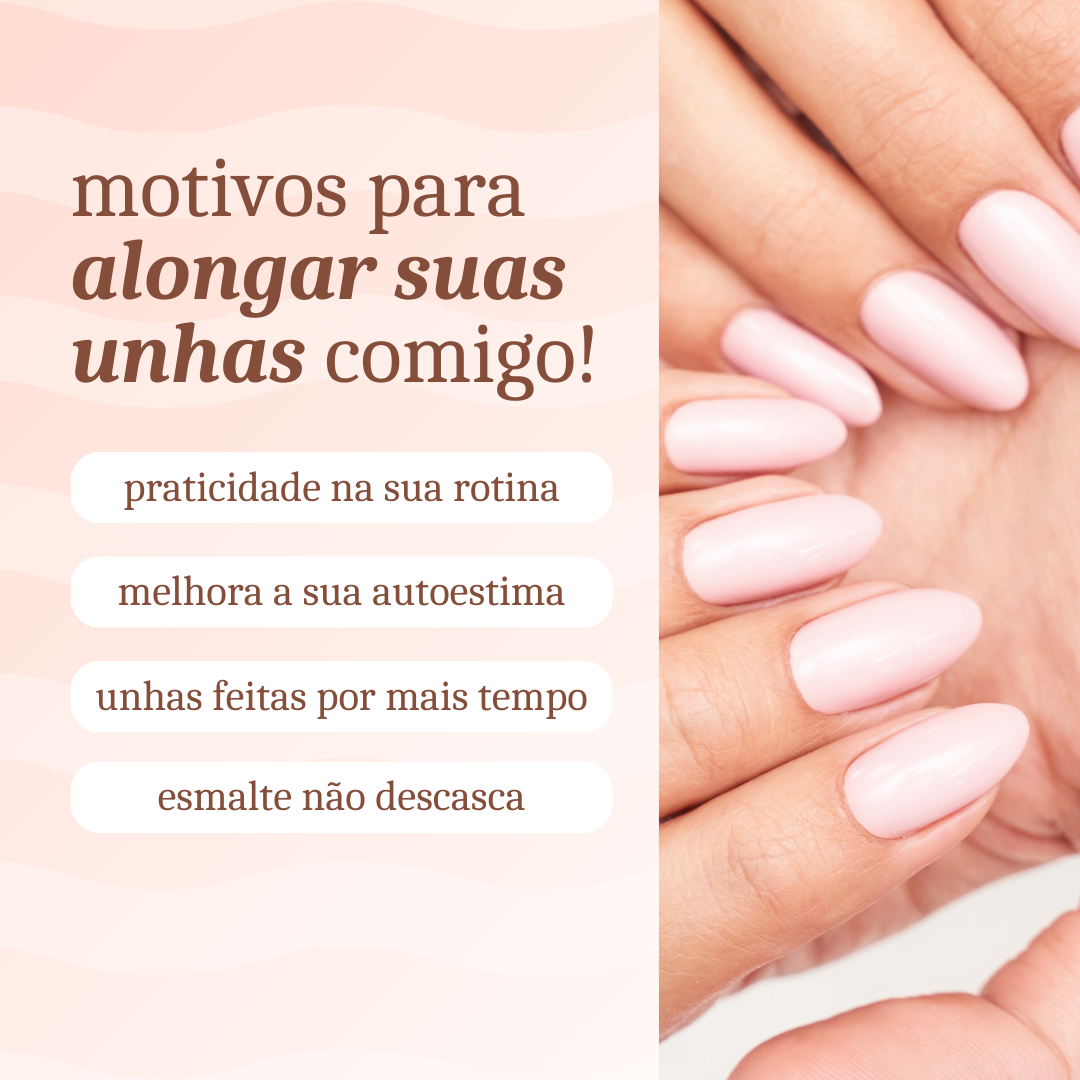 motivos para
alongar suas
unhas comigo!
praticidade na sua rotina
melhora a sua autoestima
unhas feitas por mais tempo
esmalte não descasca